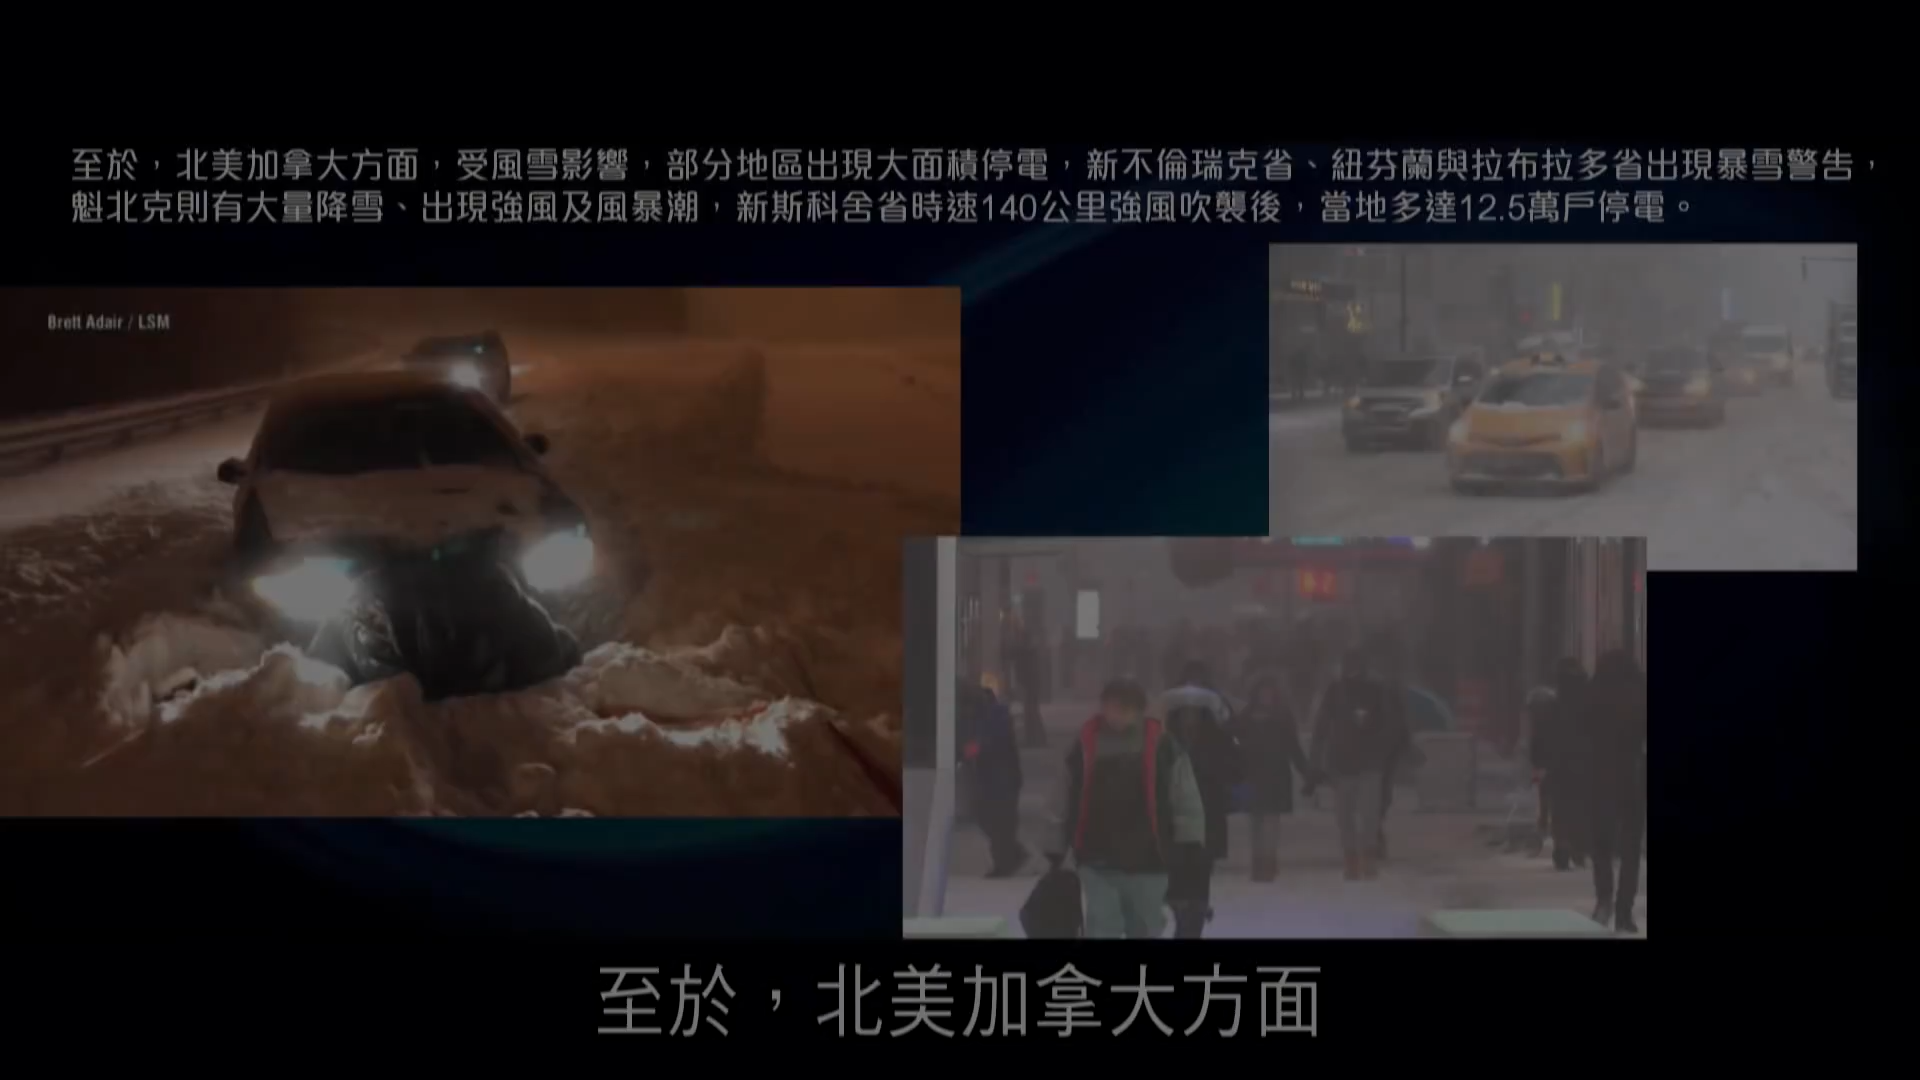 至於，北美加拿大方面，受風雪影響，部分地區出現大面積停電，新不倫瑞克省、紐芬蘭與拉布拉多省出現暴雪警告，
魁北克則有大量降雪、出現強風及風暴潮，新斯科舍省時速140公里強風吹襲後，當地多達12.5萬戶停電。
Brett Adair / LSM
至於，北美加拿大方面